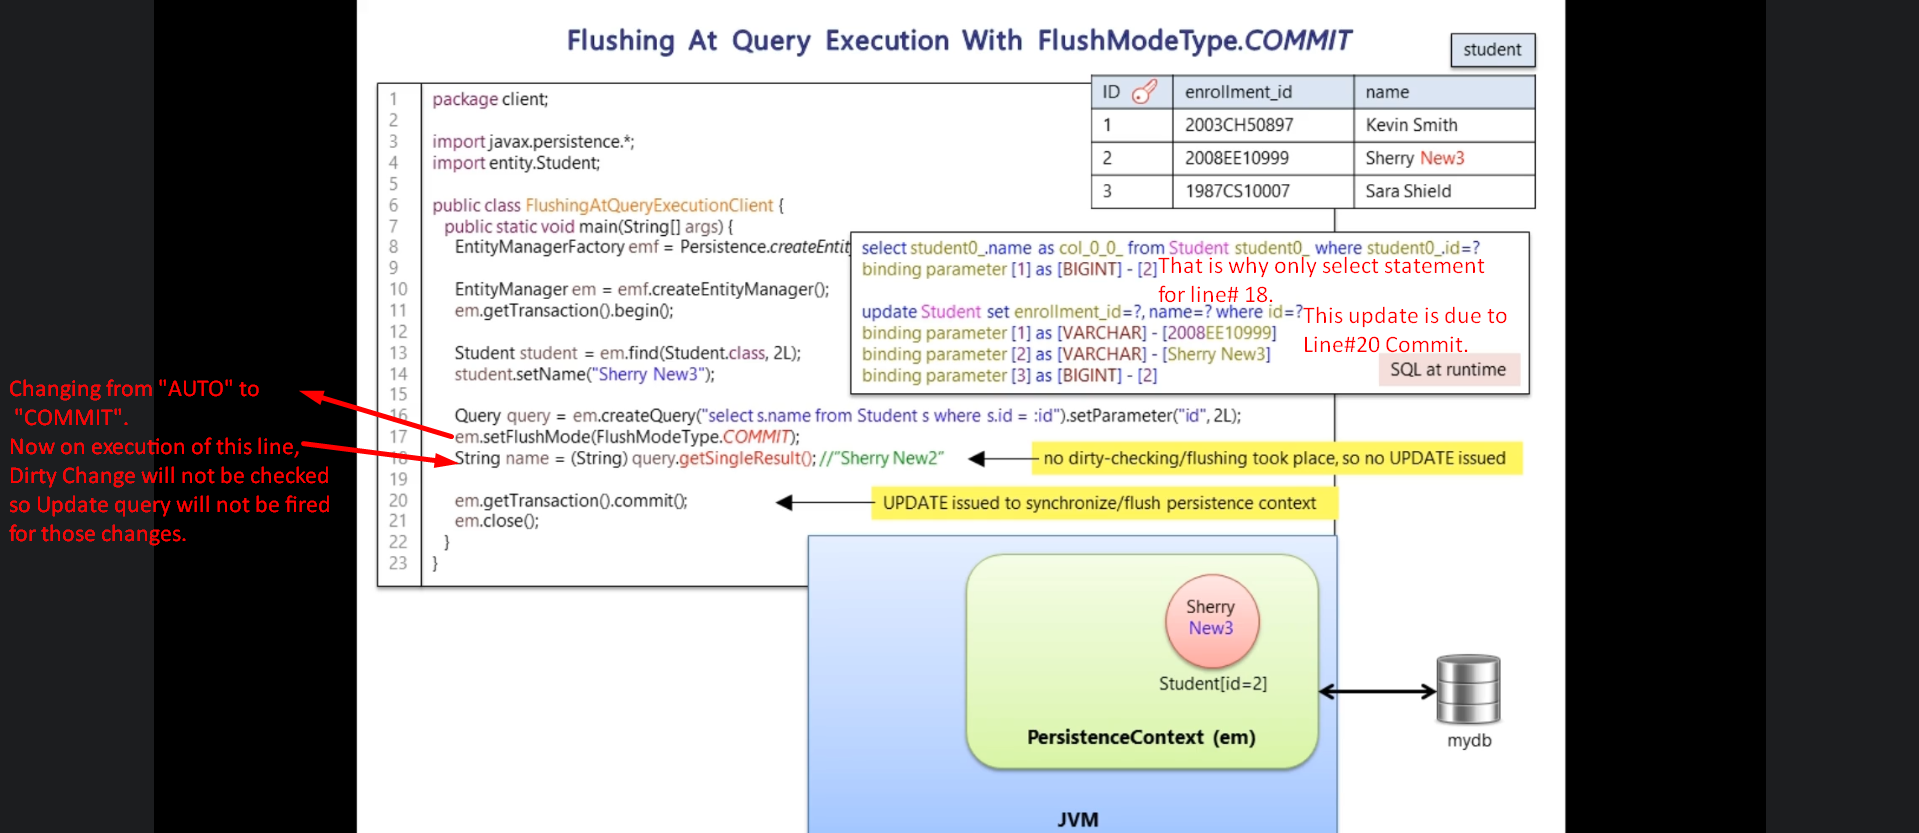 Flushing At Query Execution With FlushModeType.COMMIT
student
ID enrollment_id name
1 2003CH50897 Kevin Smith
2 2008EE10999 Sherry New3
3 1987CS10007 Sara Shield
1 package client;
2
3 import javax.persistence.*;
4 import entity.Student;
5
6 public class FlushingAtQueryExecutionClient {
7 public static void main(String[] args) {
8 EntityManagerFactory emf = Persistence.createEntit
9
10 EntityManager em = emf.createEntityManager();
11 em.getTransaction().begin();
12
13 Student student = em.find(Student.class, 2L);
14 student.setName("Sherry New3");
15
16 Query query = em.createQuery("select s.name from Student s where s.id = :id").setParameter("id", 2L);
17 em.setFlushMode(FlushModeType.COMMIT);
18 String name = (String) query.getSingleResult(); //"Sherry New2"
19
20 em.getTransaction().commit();
21 em.close();
22 }
23 }
select student0_.name as col_0_0_ from Student student0_ where student0_.id=?
binding parameter [1] as [BIGINT] - [2]
That is why only select statement
for line# 18.
update Student set enrollment_id=?, name=? where id=?
binding parameter [1] as [VARCHAR] - [2008EE10999]
binding parameter [2] as [VARCHAR] - [Sherry New3]
binding parameter [3] as [BIGINT] - [2]
This update is due to
Line#20 Commit.
SQL at runtime
Changing from "AUTO" to
"COMMIT".
Now on execution of this line,
Dirty Change will not be checked
so Update query will not be fired
for those changes.
no dirty-checking/flushing took place, so no UPDATE issued
UPDATE issued to synchronize/flush persistence context
Sherry
New3
Student[id=2]
PersistenceContext (em)
JVM
mydb